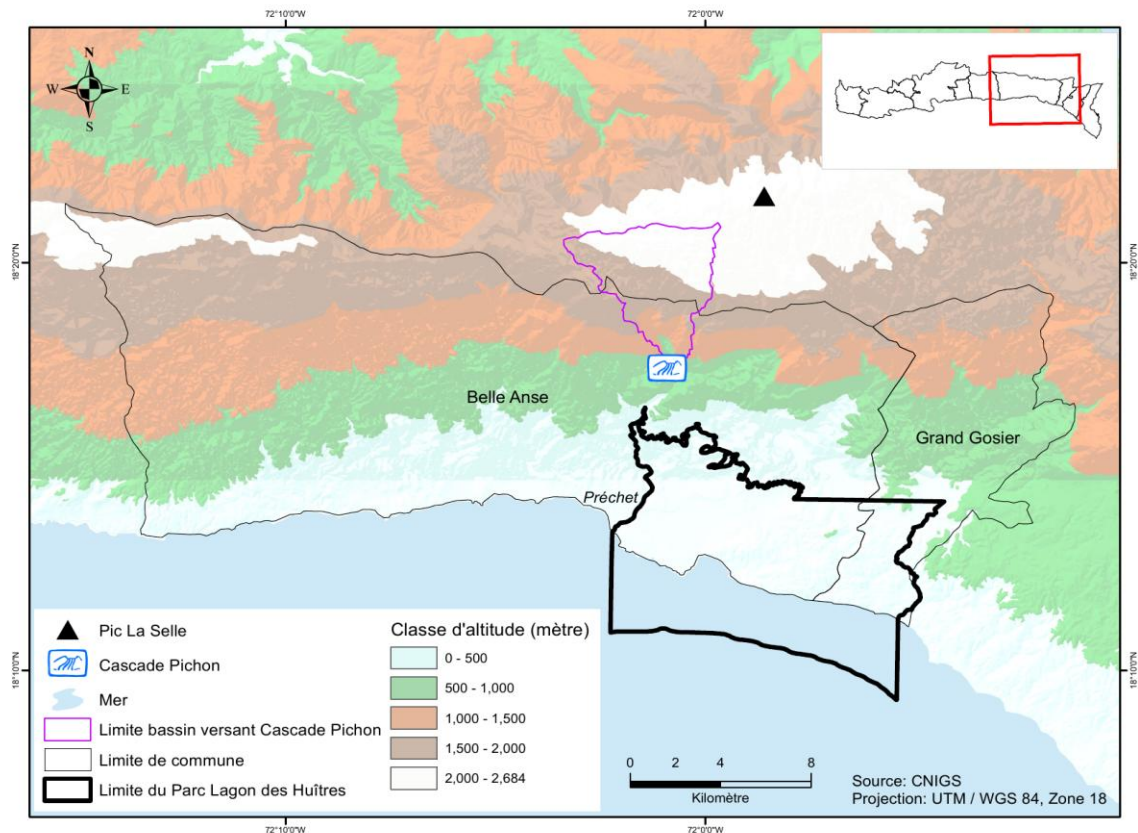 72°10'0"W
72°0'0"W
N
W E
S
18°20'0"N
18°20'0"N
Belle Anse
Grand Gosier
Préchet
Pic La Selle
Cascade Pichon
Mer
Limite bassin versant Cascade Pichon
Limite de commune
Limite du Parc Lagon des Huîtres
Classe d'altitude (mètre)
0 - 500
500 - 1,000
1,000 - 1,500
1,500 - 2,000
2,000 - 2,684
18°10'0"N
18°10'0"N
0 2 4 8
Kilomètre
Source: CNIGS
Projection: UTM / WGS 84, Zone 18
72°10'0"W
72°0'0"W